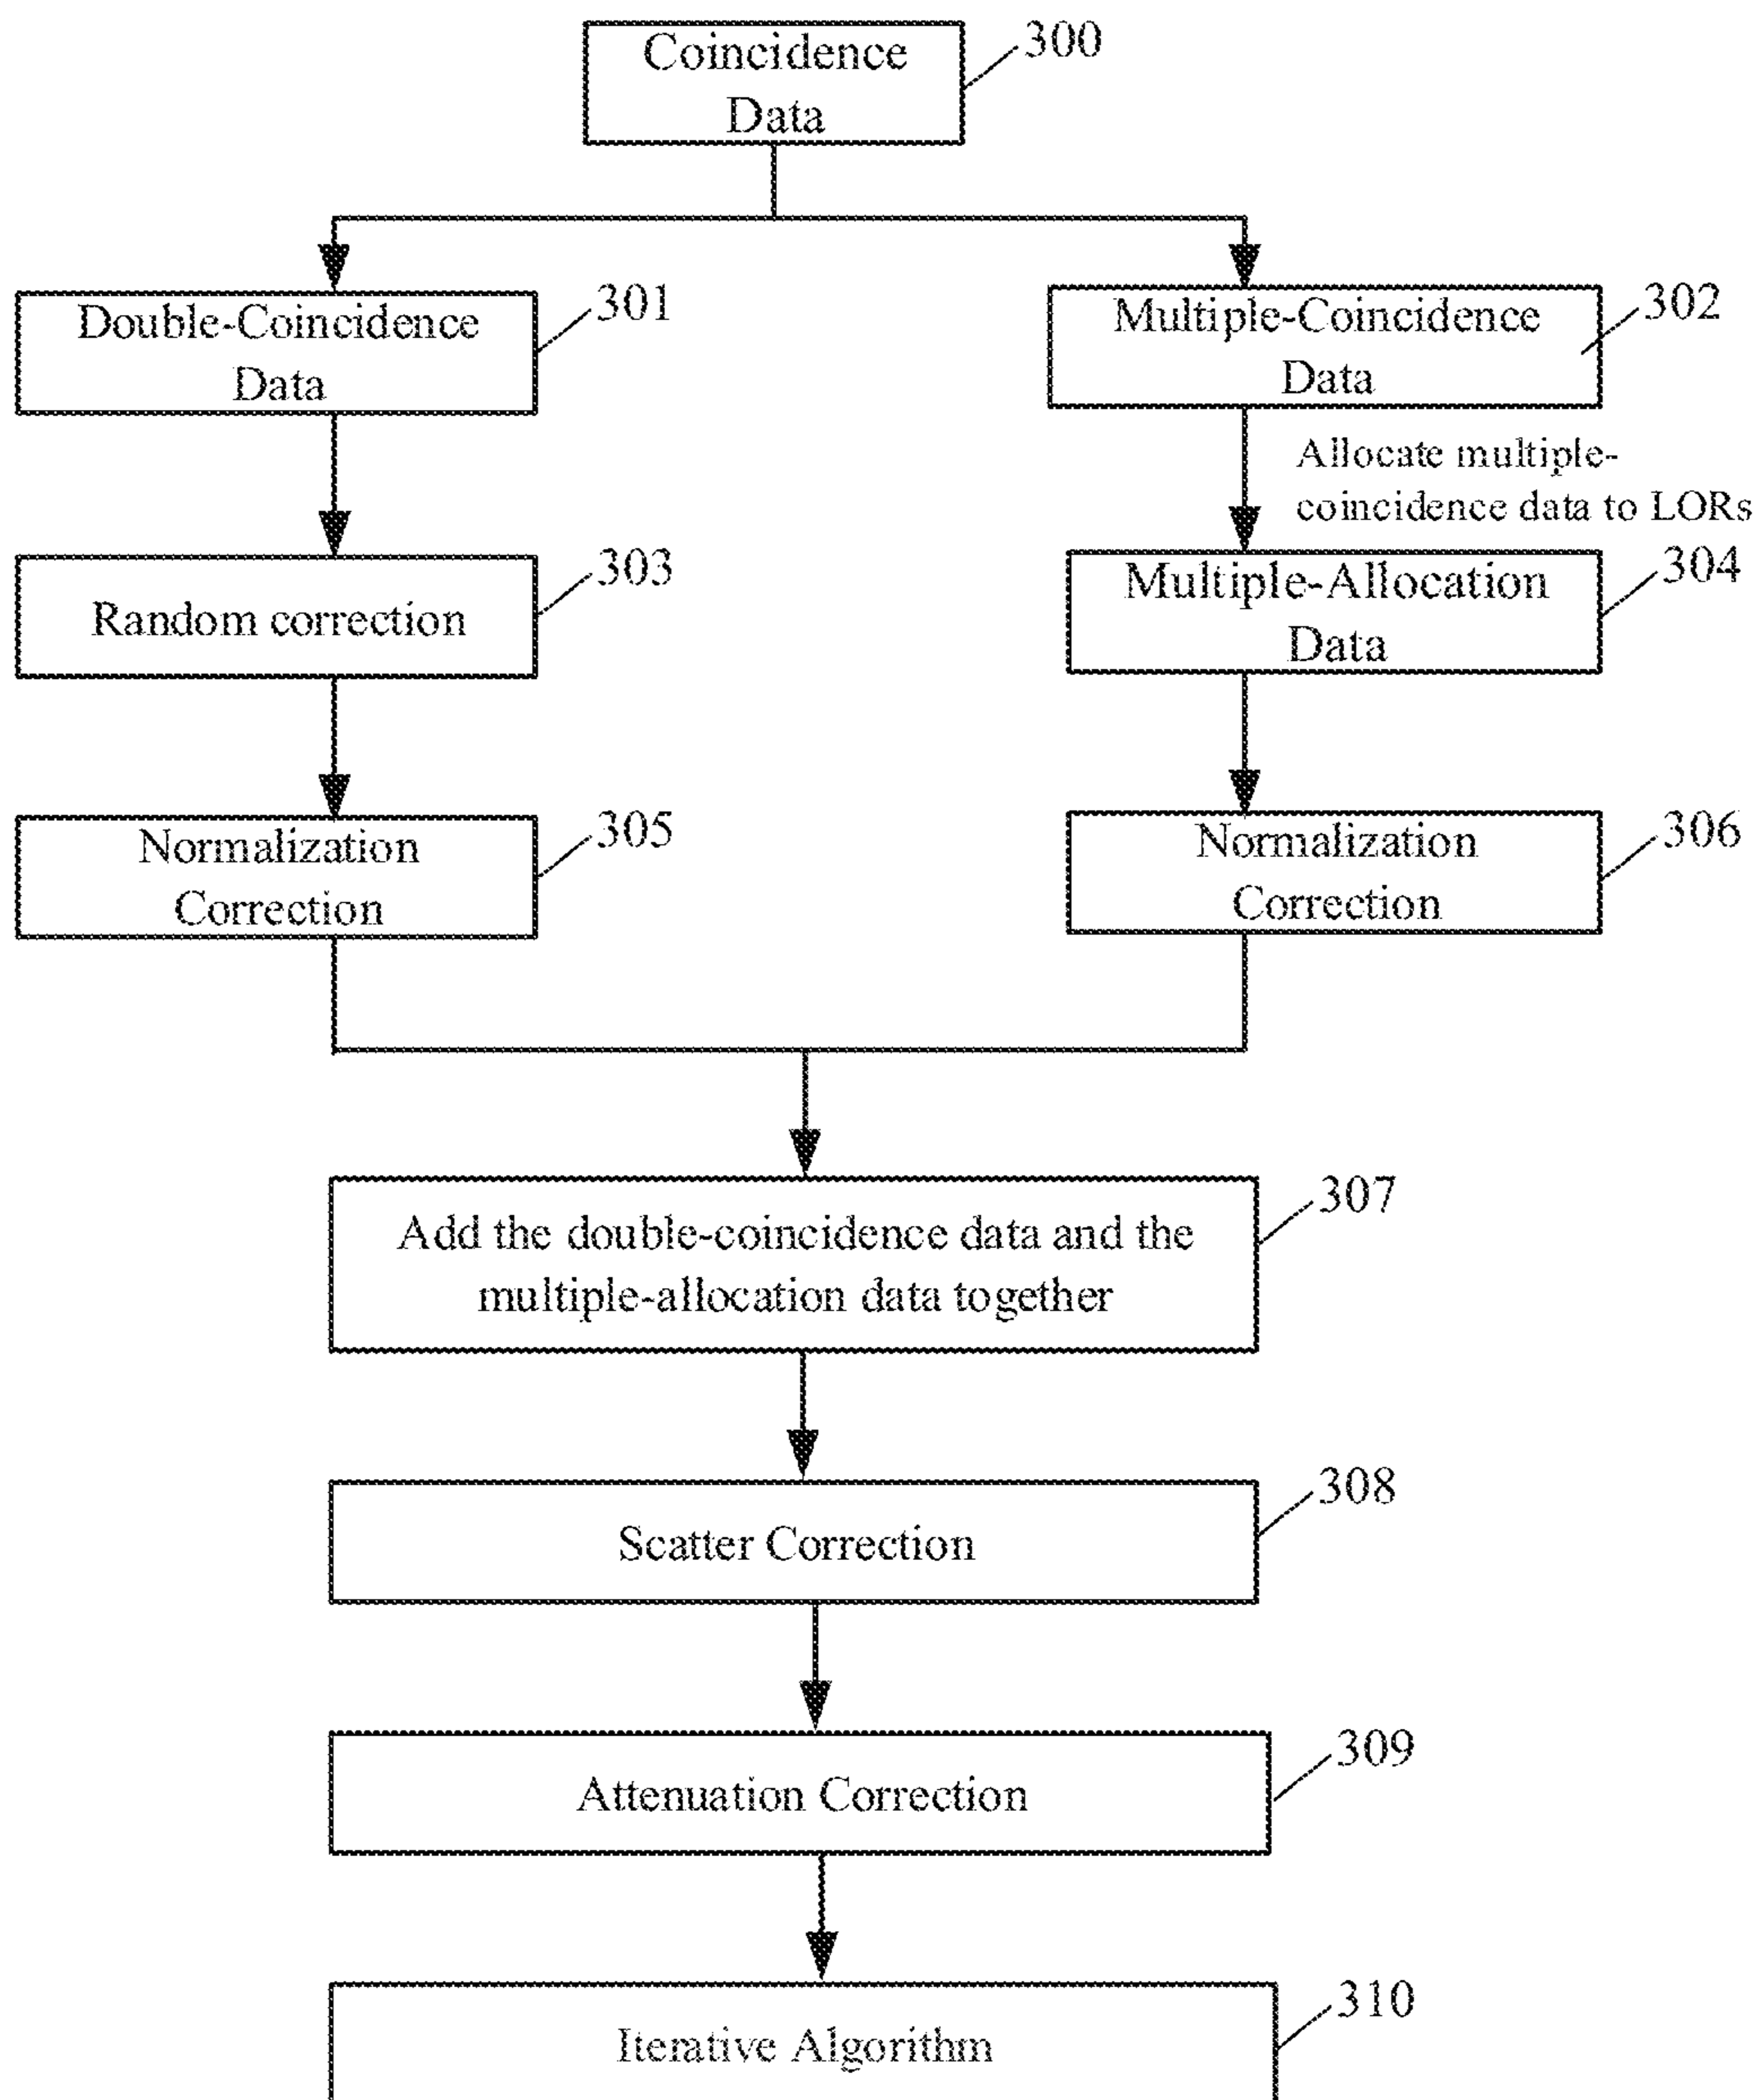 Coincidence
Data
300
Double-Coincidence
Data
301
Multiple-Coincidence
Data
302
Allocate multiple-
coincidence data to LORs
Random correction
303
Multiple-Allocation
Data
304
Normalization
Correction
305
Normalization
Correction
306
Add the double-coincidence data and the
multiple-allocation data together
307
Scatter Correction
308
Attenuation Correction
309
Iterative Algorithm
310